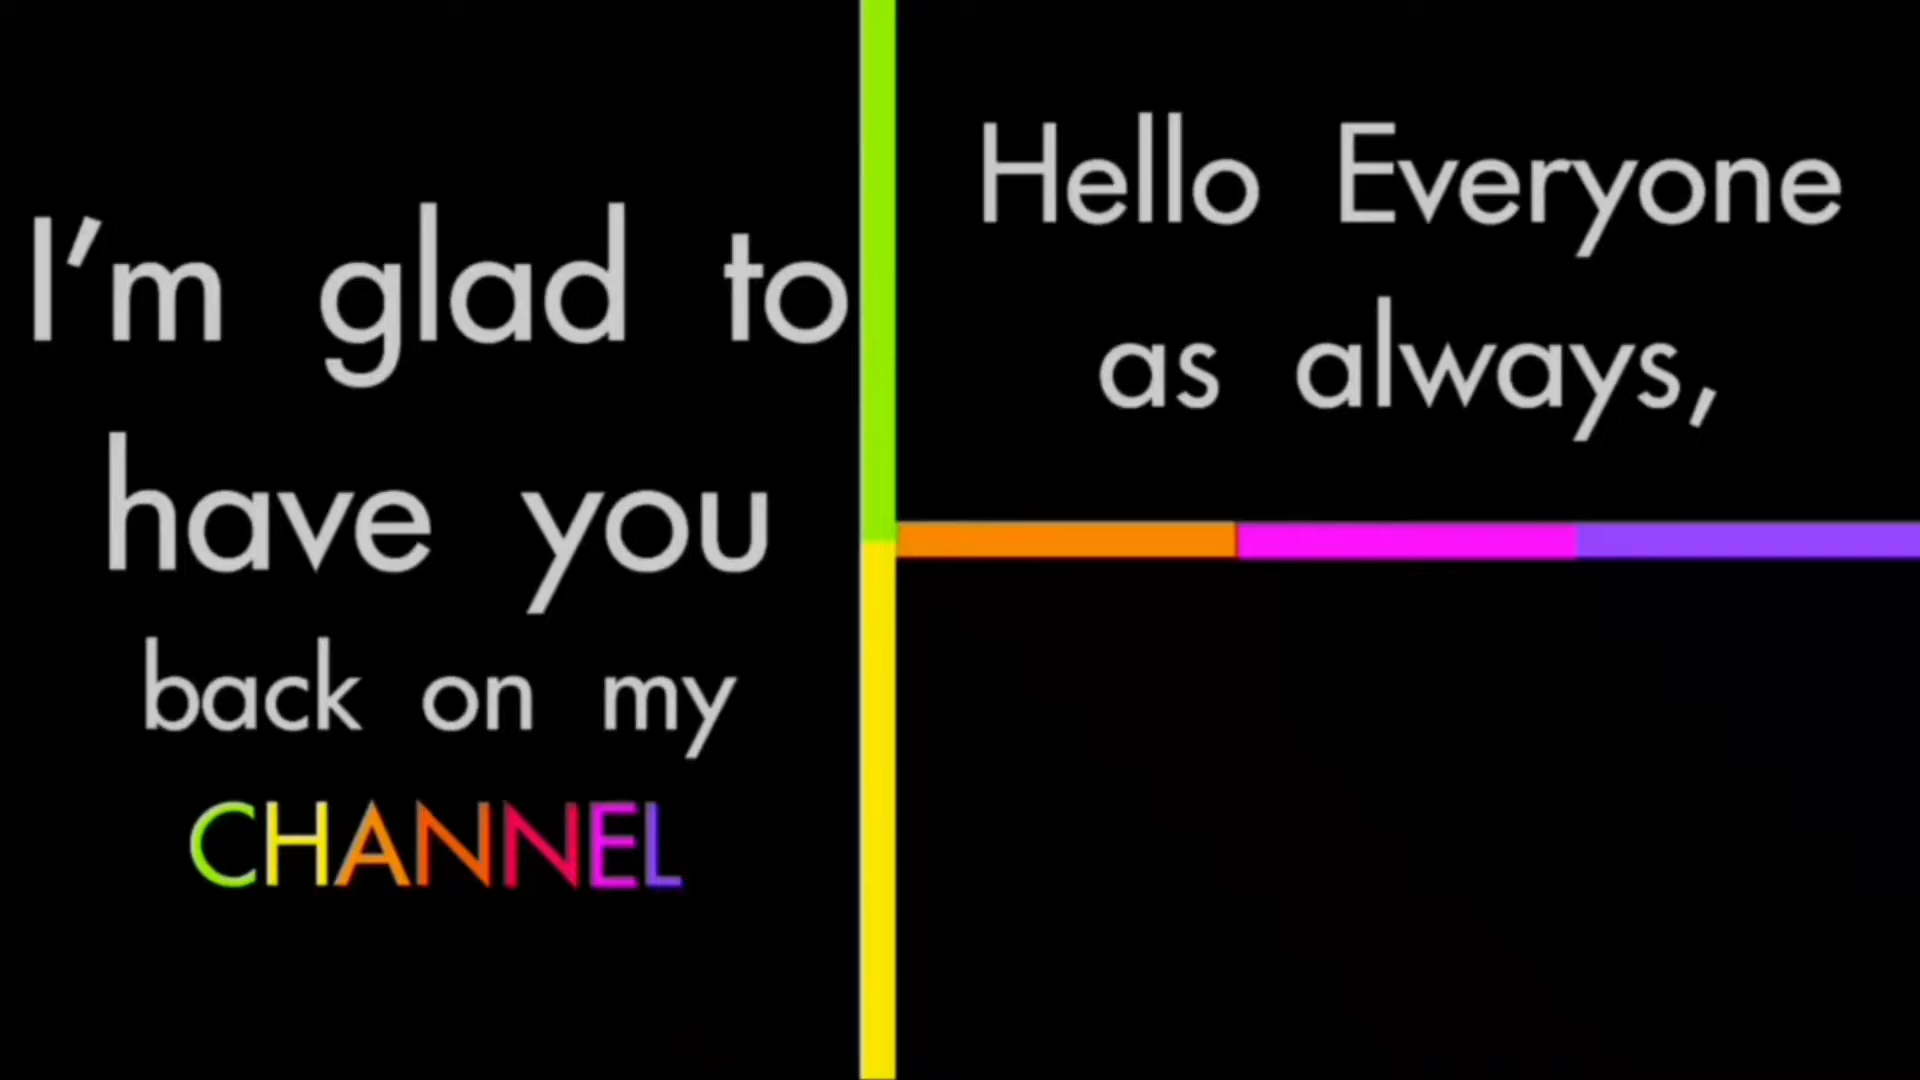 Hello Everyone
as always,
I’m glad to
have you
back on my
CHANNEL